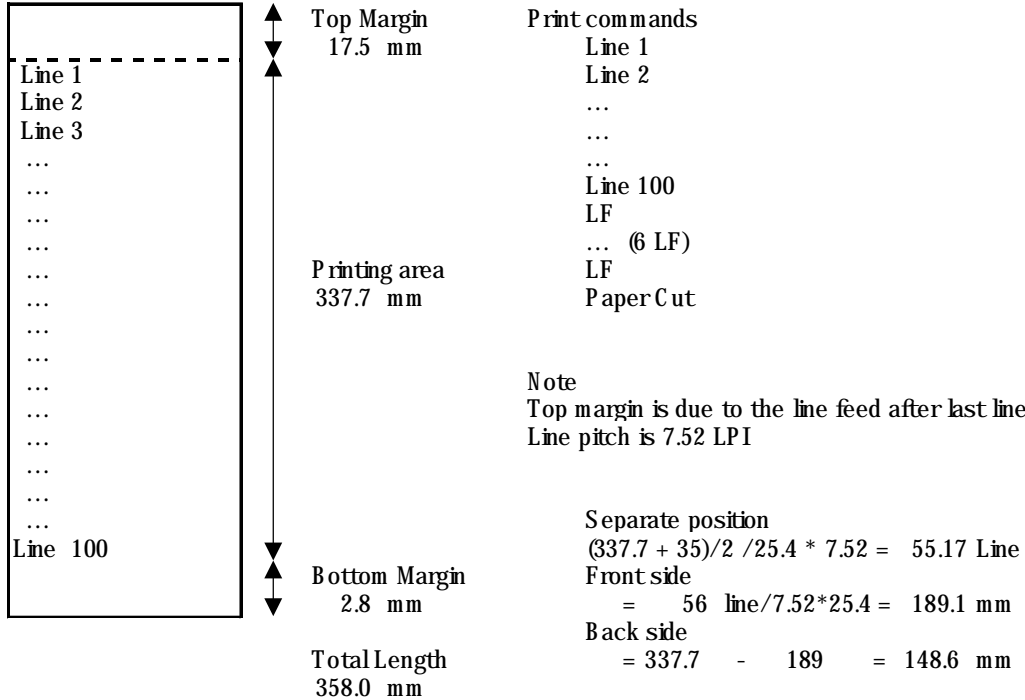 Line 1
Line 2
Line 3
...
...
...
...
...
...
...
...
...
...
...
...
...
...
Line 100
Top Margin
17.5 mm
Printing area
337.7 mm
Bottom Margin
2.8 mm
Total Length
358.0 mm
Print commands
Line 1
Line 2
...
...
...
Line 100
LF
... (6 LF)
LF
Paper Cut
Note
Top margin is due to the line feed after last line
Line pitch is 7.52 LPI
Separate position
(337.7 + 35)/2 /25.4 * 7.52 = 55.17 Line
Front side
= 56 line/7.52*25.4 = 189.1 mm
Back side
= 337.7 - 189 = 148.6 mm